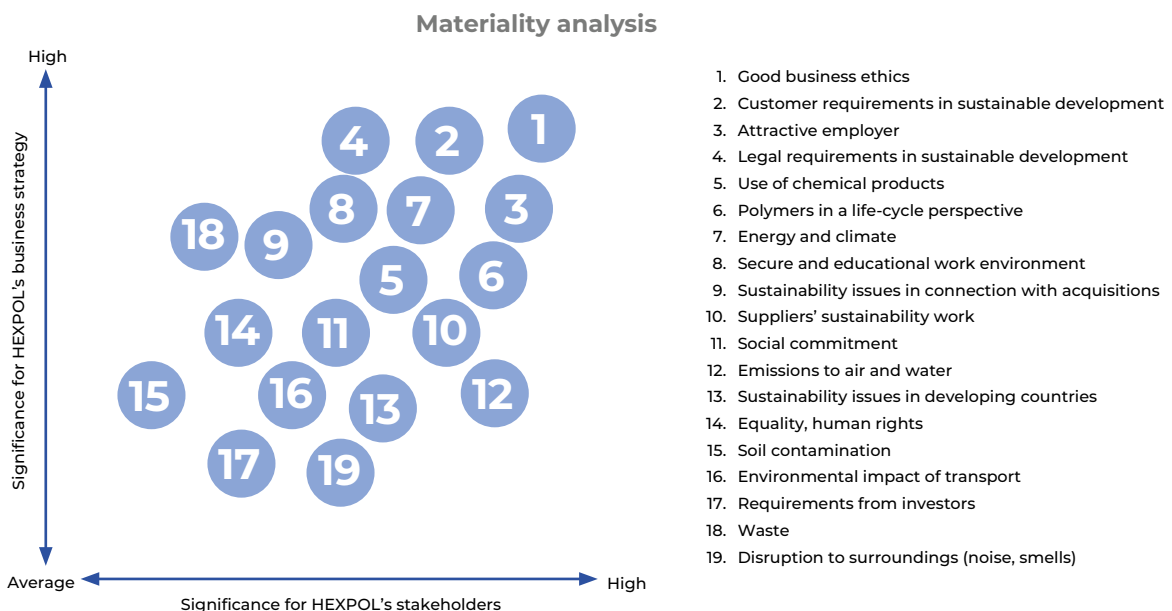 Materiality analysis
High
Significance for HEXPOL's business strategy
4
2
1
8
7
3
18
9
5
6
14
11
10
15
16
13
12
17
19
Average
High
Significance for HEXPOL's stakeholders
1. Good business ethics
2. Customer requirements in sustainable development
3. Attractive employer
4. Legal requirements in sustainable development
5. Use of chemical products
6. Polymers in a life-cycle perspective
7. Energy and climate
8. Secure and educational work environment
9. Sustainability issues in connection with acquisitions
10. Suppliers' sustainability work
11. Social commitment
12. Emissions to air and water
13. Sustainability issues in developing countries
14. Equality, human rights
15. Soil contamination
16. Environmental impact of transport
17. Requirements from investors
18. Waste
19. Disruption to surroundings (noise, smells)